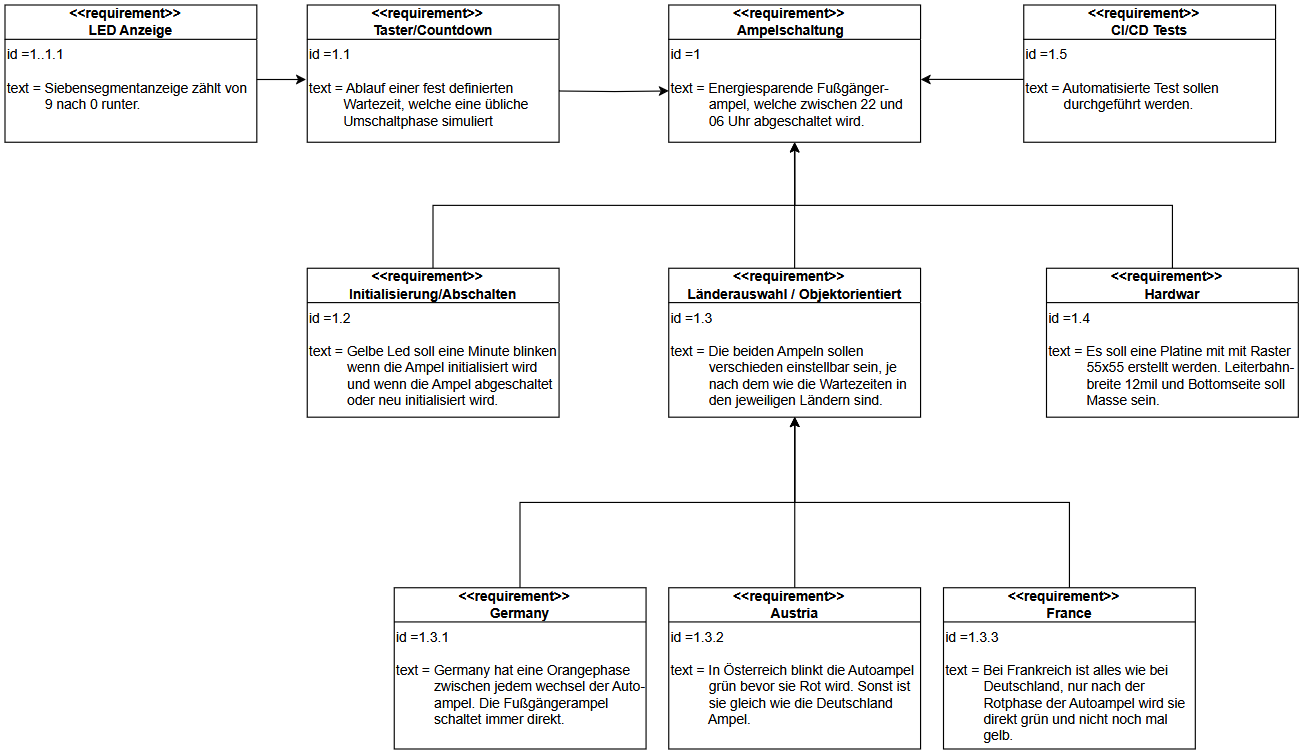 <<requirement>>
LED Anzeige
id =1..1.1
text = Siebensegmentanzeige zählt von
9 nach 0 runter.
<<requirement>>
Taster/Countdown
id =1.1
text = Ablauf einer fest definierten
Wartezeit, welche eine übliche
Umschaltphase simuliert
<<requirement>>
Ampelschaltung
id =1
text = Energiesparende Fußgänger-
ampel, welche zwischen 22 und
06 Uhr abgeschaltet wird.
<<requirement>>
CI/CD Tests
id =1.5
text = Automatisierte Test sollen
durchgeführt werden.
<<requirement>>
Initialisierung/Abschalten
id =1.2
text = Gelbe Led soll eine Minute blinken
wenn die Ampel initialisiert wird
und wenn die Ampel abgeschaltet
oder neu initialisiert wird.
<<requirement>>
Länderauswahl / Objektorientiert
id =1.3
text = Die beiden Ampeln sollen
verschieden einstellbar sein, je
nach dem wie die Wartezeiten in
den jeweiligen Ländern sind.
<<requirement>>
Hardwar
id =1.4
text = Es soll eine Platine mit mit Raster
55x55 erstellt werden. Leiterbahn-
breite 12mil und Bottomseite soll
Masse sein.
<<requirement>>
Germany
id =1.3.1
text = Germany hat eine Orangephase
zwischen jedem wechsel der Auto-
ampel. Die Fußgängerampel
schaltet immer direkt.
<<requirement>>
Austria
id =1.3.2
text = In Österreich blinkt die Autoampel
grün bevor sie Rot wird. Sonst ist
sie gleich wie die Deutschland
Ampel.
<<requirement>>
France
id =1.3.3
text = Bei Frankreich ist alles wie bei
Deutschland, nur nach der
Rotphase der Autoampel wird sie
direkt grün und nicht noch mal
gelb.